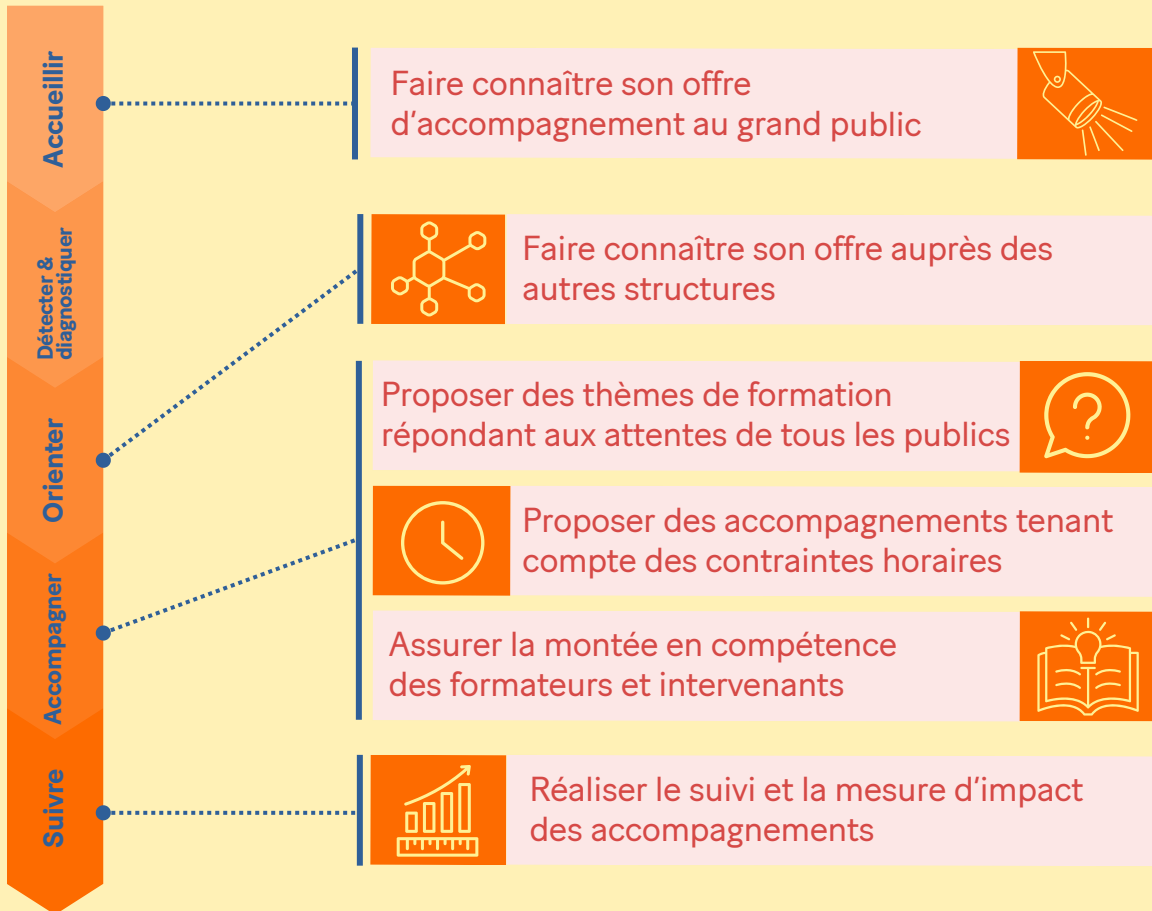 Accueillir
Faire connaître son offre
d'accompagnement au grand public
Détecter &
diagnostiquer
Faire connaître son offre auprès des
autres structures
Orienter
Proposer des thèmes de formation
répondant aux attentes de tous les publics
Proposer des accompagnements tenant
compte des contraintes horaires
Accompagner
Assurer la montée en compétence
des formateurs et intervenants
Suivre
Réaliser le suivi et la mesure d'impact
des accompagnements